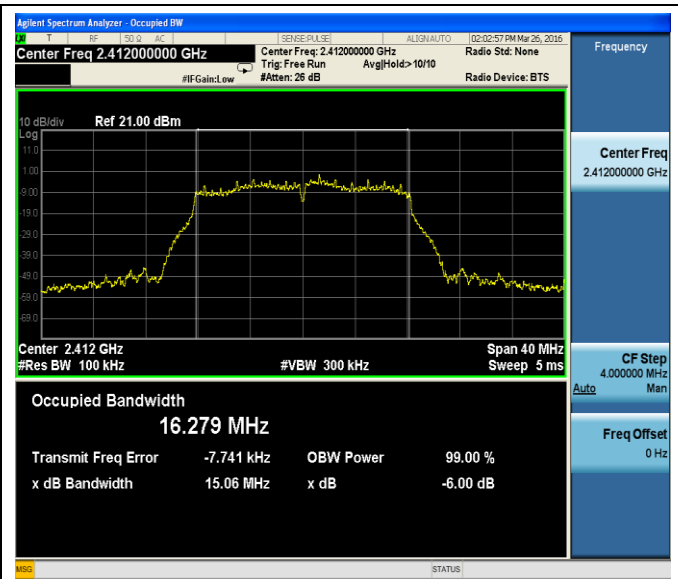 Agilent Spectrum Analyzer - Occupied BW
LXI T RF 50 Ω AC SENSE:PULSE ALIGN AUTO 02:02:57 PM Mar 26, 2016
Center Freq 2.412000000 GHz Center Freq: 2.412000000 GHz Radio Std: None
Trig: Free Run Avg|Hold:>10/10
#IFGain:Low #Atten: 26 dB Radio Device: BTS
Frequency
10 dB/div Ref 21.00 dBm
Log
11.0
1.00
-9.00
-19.0
-29.0
-39.0
-49.0
-59.0
-69.0
Center 2.412 GHz Span 40 MHz
#Res BW 100 kHz #VBW 300 kHz Sweep 5 ms
Occupied Bandwidth
16.279 MHz
Transmit Freq Error -7.741 kHz OBW Power 99.00 %
x dB Bandwidth 15.06 MHz x dB -6.00 dB
Center Freq
2.412000000 GHz
CF Step
4.000000 MHz
Auto Man
Freq Offset
0 Hz
MSG STATUS